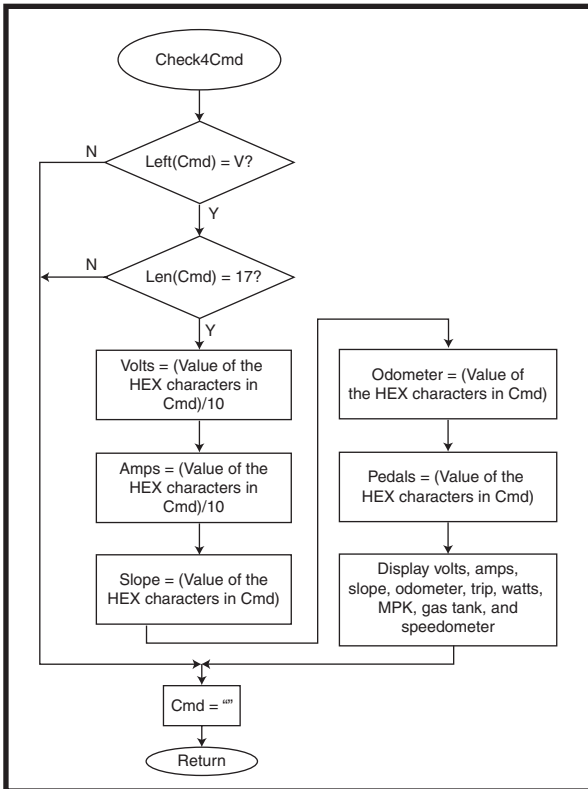 Check4Cmd
N
Left(Cmd) = V?
Y
N
Len(Cmd) = 17?
Y
Volts = (Value of the
HEX characters in
Cmd)/10
Amps = (Value of the
HEX characters in
Cmd)/10
Slope = (Value of the
HEX characters in Cmd)
Odometer = (Value of
the HEX characters in Cmd)
Pedals = (Value of the
HEX characters in Cmd)
Display volts, amps,
slope, odometer, trip, watts,
MPK, gas tank, and
speedometer
Cmd = “”
Return